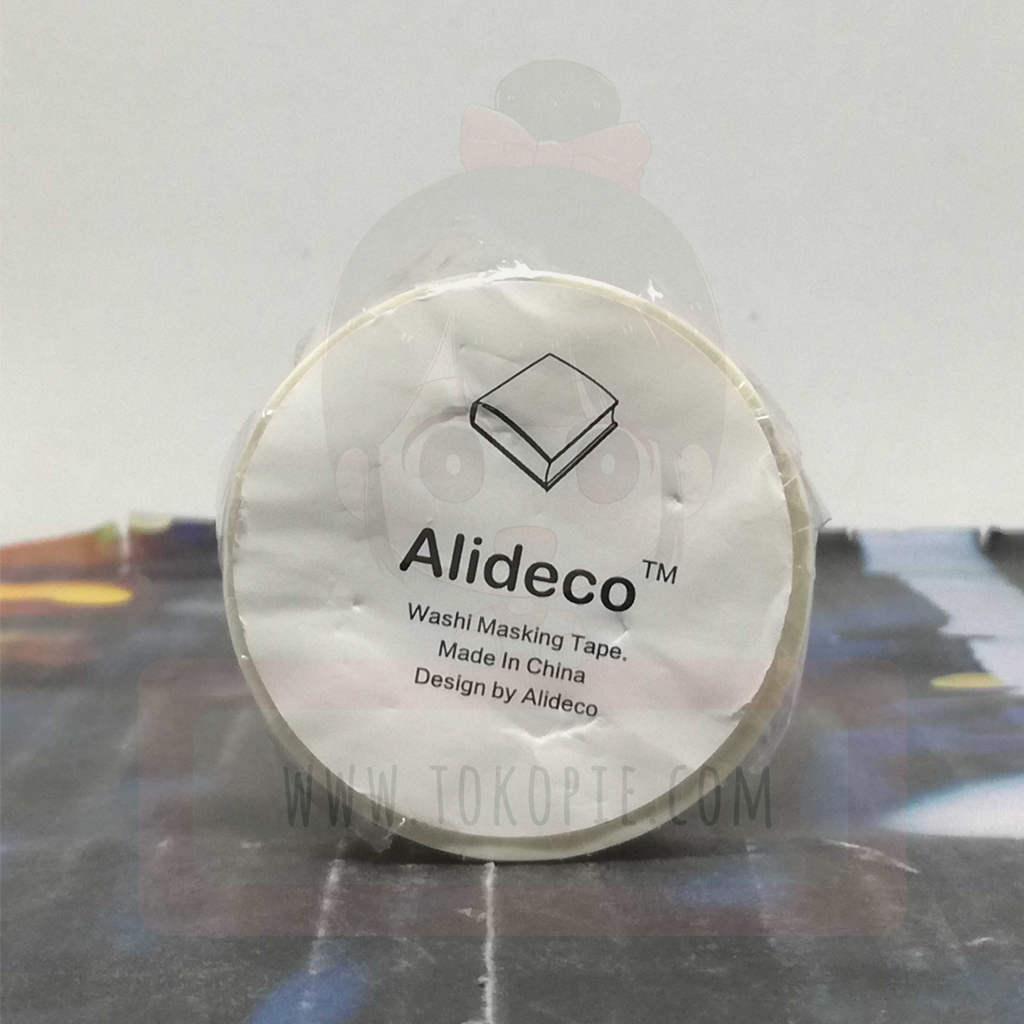 Alideco™
Washi Masking Tape.
Made In China
Design by Alideco
WWW.TOKOPIE.COM